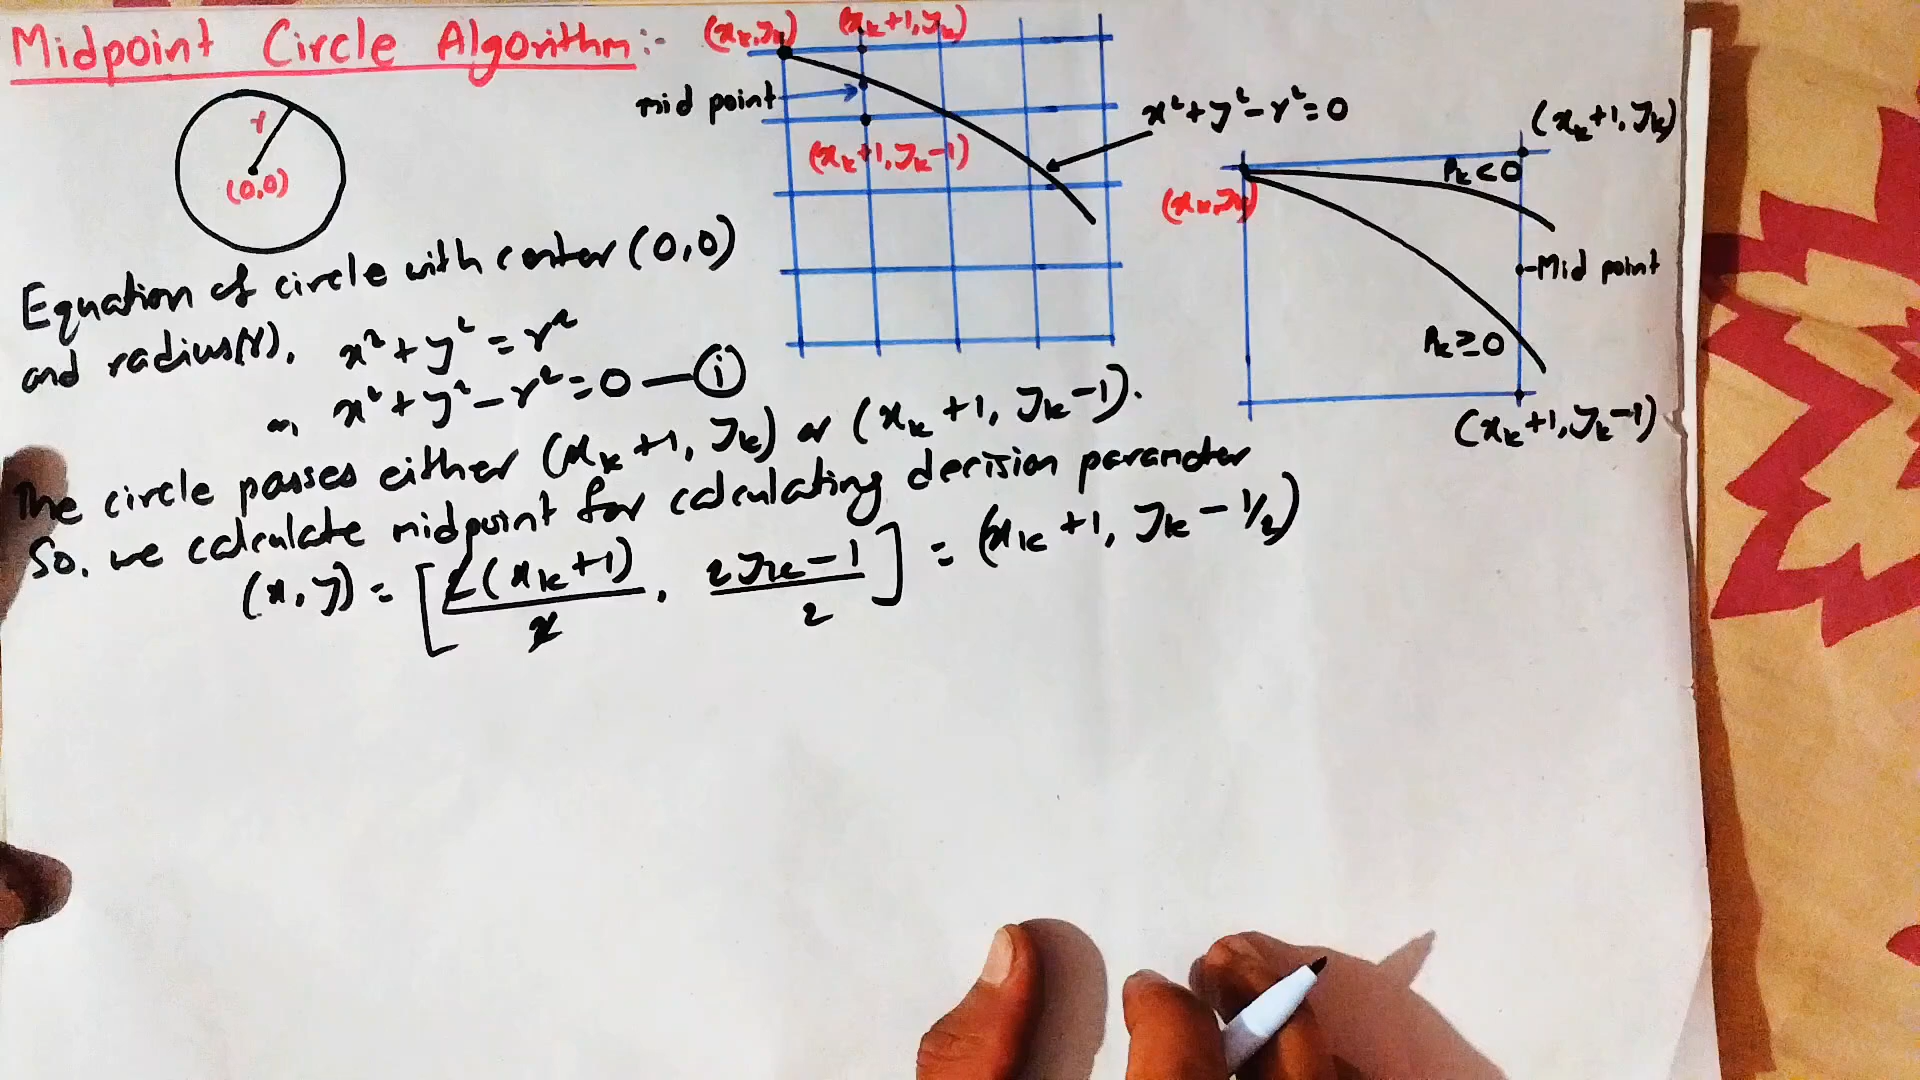 Midpoint Circle Algorithm:-
r
(0,0)
(xₖ,yₖ)
(xₖ+1,yₖ)
mid point
(xₖ+1,yₖ-1)
x²+y²-r²=0
(xₖ+1,yₖ)
Pₖ<0
(xₖ,yₖ)
Mid point
Pₖ≥0
(xₖ+1,yₖ-1)
Equation of circle with center (0,0)
and radius(r), x²+y²=r²
x²+y²-r²=0 — (i)
The circle passes either (xₖ+1, yₖ) or (xₖ+1, yₖ-1).
So, we calculate midpoint for calculating decision parameter
(x,y) = [2(xₖ+1)/2, 2yₖ-1/2] = (xₖ+1, yₖ-1/2)